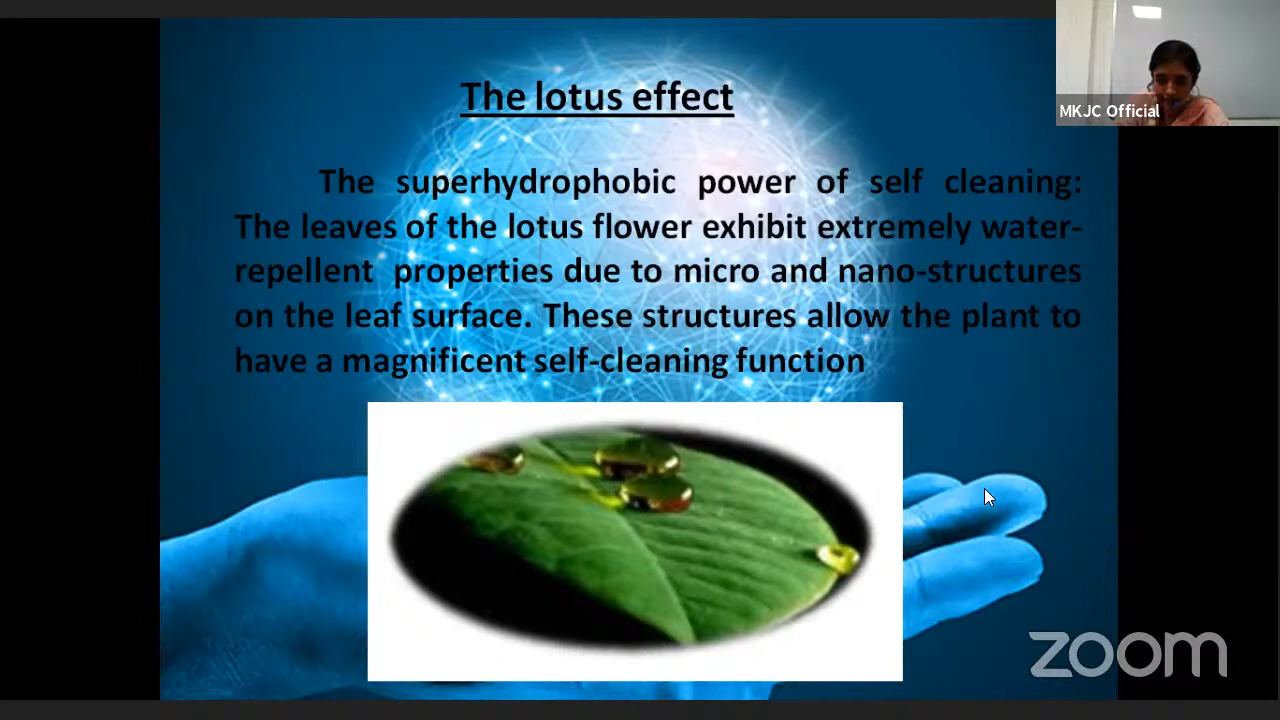 The lotus effect
MKJC Official
The superhydrophobic power of self cleaning:
The leaves of the lotus flower exhibit extremely water-
repellent properties due to micro and nano-structures
on the leaf surface. These structures allow the plant to
have a magnificent self-cleaning function
zoom